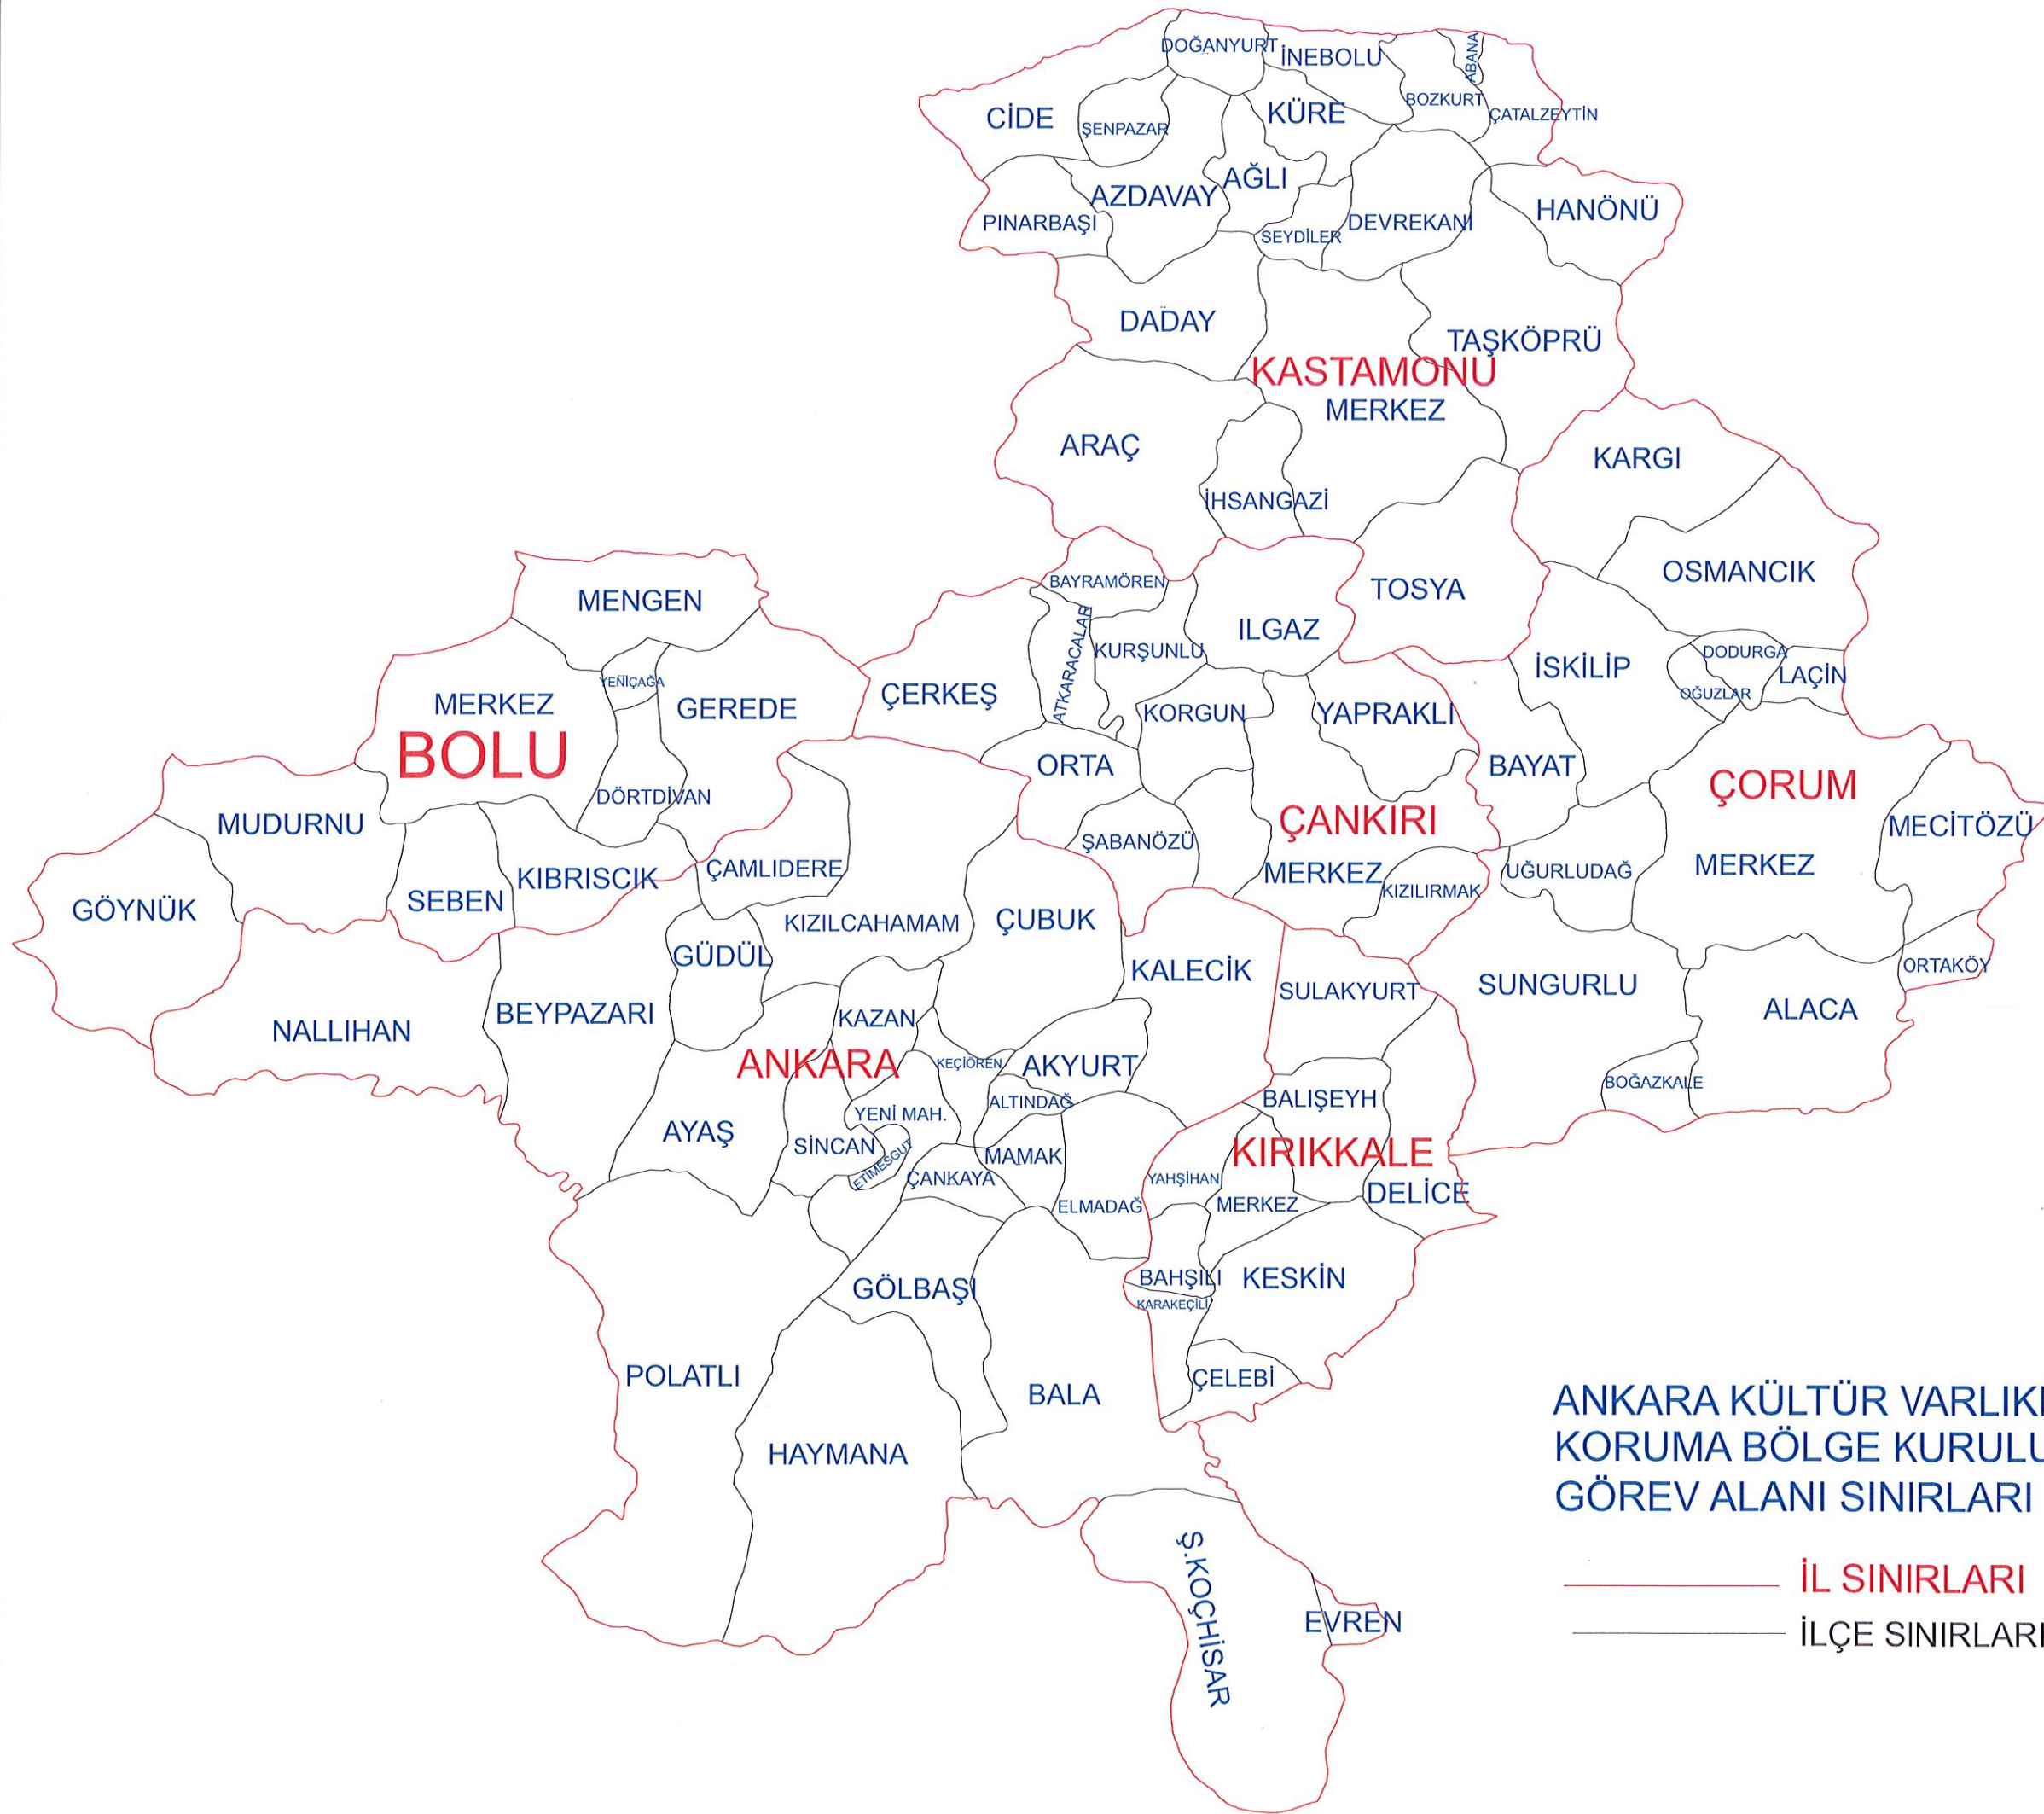 DOĞANYURT
İNEBOLU
ABANA
BOZKURT
ÇATALZEYTİN
CİDE
ŞENPAZAR
KÜRE
AĞLI
AZDAVAY
PINARBAŞI
SEYDİLER
DEVREKANİ
HANÖNÜ
DADAY
TAŞKÖPRÜ
KASTAMONU
MERKEZ
ARAÇ
İHSANGAZİ
KARGI
OSMANCIK
TOSYA
BAYRAMÖREN
ILGAZ
ATKARACALAR
KURŞUNLU
MENGEN
YENİÇAĞA
GEREDE
MERKEZ
BOLU
DÖRTDİVAN
ÇERKEŞ
KORGUN
YAPRAKLI
İSKİLİP
DODURGA
OĞUZLAR
LAÇİN
ORTA
BAYAT
ÇORUM
MERKEZ
MECİTÖZÜ
ÇANKIRI
MERKEZ
ŞABANÖZÜ
KIZILIRMAK
UĞURLUDAĞ
MUDURNU
GÖYNÜK
SEBEN
KIBRISCIK
ÇAMLIDERE
KIZILCAHAMAM
ÇUBUK
GÜDÜL
KALECİK
SULAKYURT
SUNGURLU
ORTAKÖY
ALACA
BOĞAZKALE
NALLIHAN
BEYPAZARI
KAZAN
ANKARA
KEÇİÖREN
AKYURT
ALTINDAĞ
BALIŞEYH
AYAŞ
SİNCAN
YENİ MAH.
ETİMESGUT
ÇANKAYA
MAMAK
ELMADAĞ
YAHŞİHAN
KIRIKKALE
MERKEZ
DELİCE
GÖLBAŞI
BAHŞILI
KARAKEÇİLİ
KESKİN
ÇELEBİ
POLATLI
HAYMANA
BALA
Ş.KOÇHİSAR
EVREN
ANKARA KÜLTÜR VARLIKL
KORUMA BÖLGE KURULU
GÖREV ALANI SINIRLARI
İL SINIRLARI
İLÇE SINIRLARI